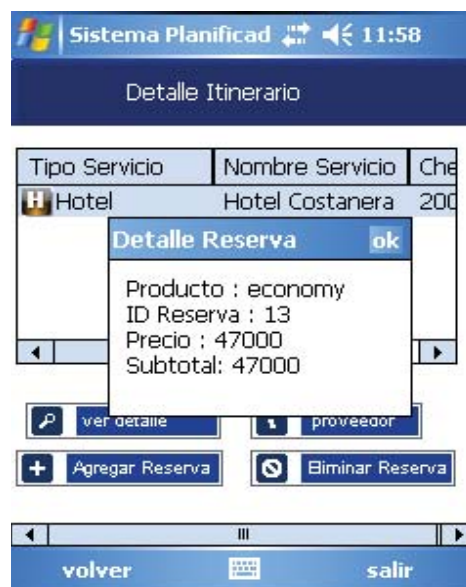 Sistema Planificad 11:58
Detalle Itinerario
Tipo Servicio Nombre Servicio Che
H Hotel Hotel Costanera 200
Detalle Reserva ok
Producto : economy
ID Reserva : 13
Precio : 47000
Subtotal: 47000
ver detalle proveedor
Agregar Reserva Eliminar Reserva
volver salir